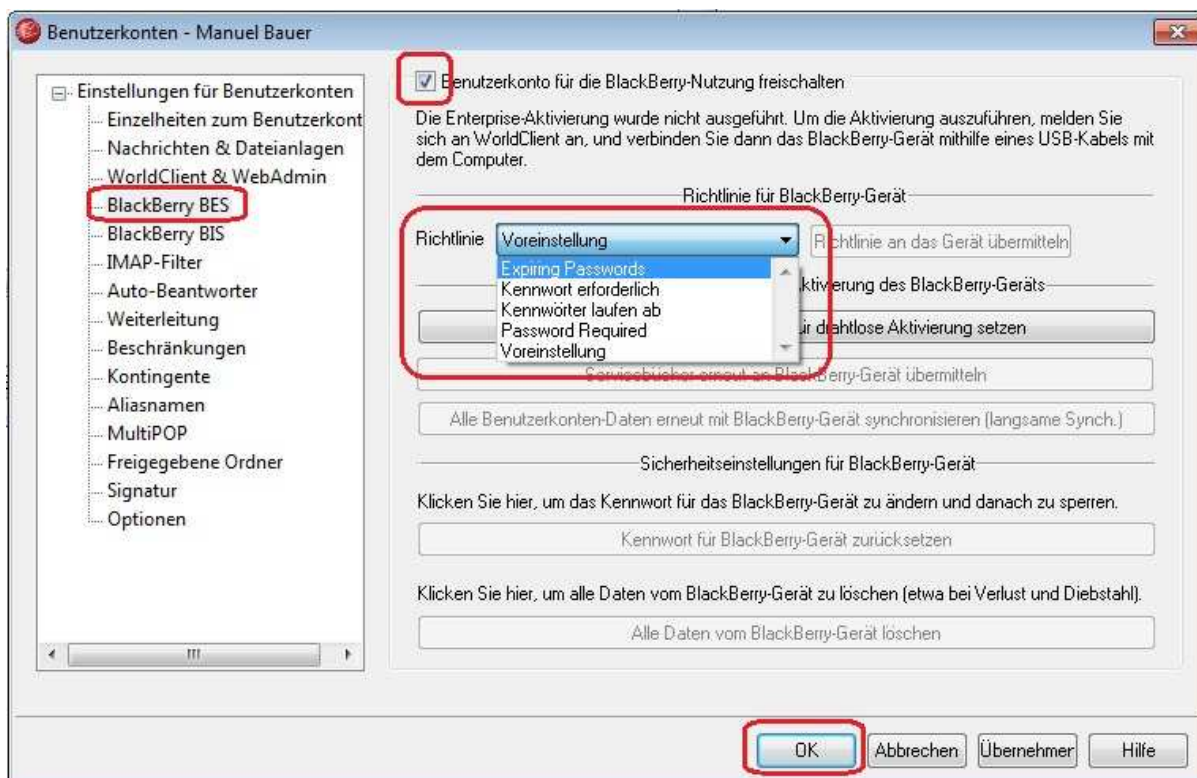 Benutzerkonten - Manuel Bauer
Einstellungen für Benutzerkonten
Einzelheiten zum Benutzerkont
Nachrichten & Dateianlagen
WorldClient & WebAdmin
BlackBerry BES
BlackBerry BIS
IMAP-Filter
Auto-Beantworter
Weiterleitung
Beschränkungen
Kontingente
Aliasnamen
MultiPOP
Freigegebene Ordner
Signatur
Optionen
Benutzerkonto für die BlackBerry-Nutzung freischalten
Die Enterprise-Aktivierung wurde nicht ausgeführt. Um die Aktivierung auszuführen, melden Sie
sich an WorldClient an, und verbinden Sie dann das BlackBerry-Gerät mithilfe eines USB-Kabels mit
dem Computer.
Richtlinie für BlackBerry-Gerät
Richtlinie Voreinstellung Richtlinie an das Gerät übermitteln
Expiring Passwords
Kennwort erforderlich
Kennwörter laufen ab
Password Required
Voreinstellung
ktivierung des BlackBerry-Geräts
ür drahtlose Aktivierung setzen
Servicebücher erneut an BlackBerry-Gerät übermitteln
Alle Benutzerkonten-Daten erneut mit BlackBerry-Gerät synchronisieren (langsame Synch.)
Sicherheitseinstellungen für BlackBerry-Gerät
Klicken Sie hier, um das Kennwort für das BlackBerry-Gerät zu ändern und danach zu sperren.
Kennwort für BlackBerry-Gerät zurücksetzen
Klicken Sie hier, um alle Daten vom BlackBerry-Gerät zu löschen (etwa bei Verlust und Diebstahl).
Alle Daten vom BlackBerry-Gerät löschen
OK Abbrechen Übernehmer Hilfe